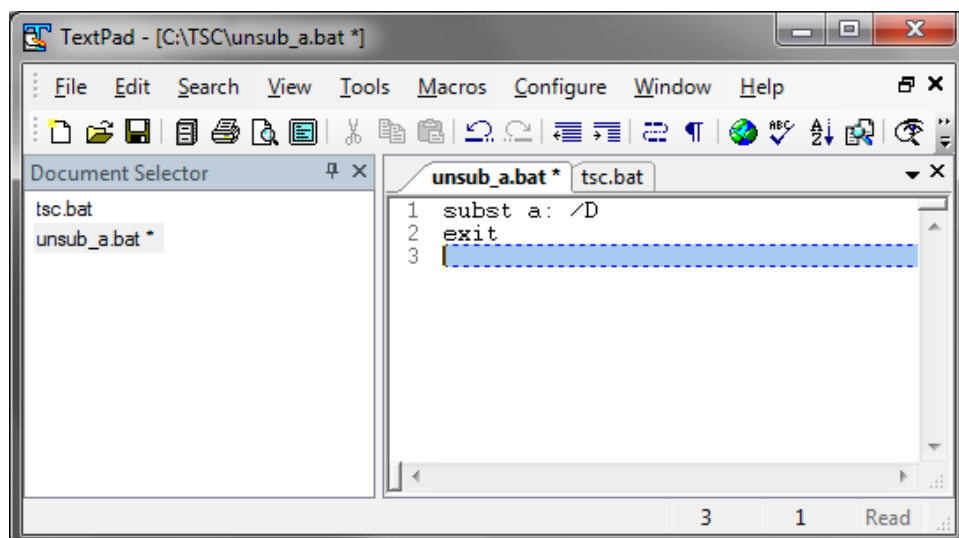 TextPad - [C:\TSC\unsub_a.bat *]
File Edit Search View Tools Macros Configure Window Help
Document Selector
unsub_a.bat * tsc.bat
tsc.bat
unsub_a.bat *
1 subst a: /D
2 exit
3
3 1 Read